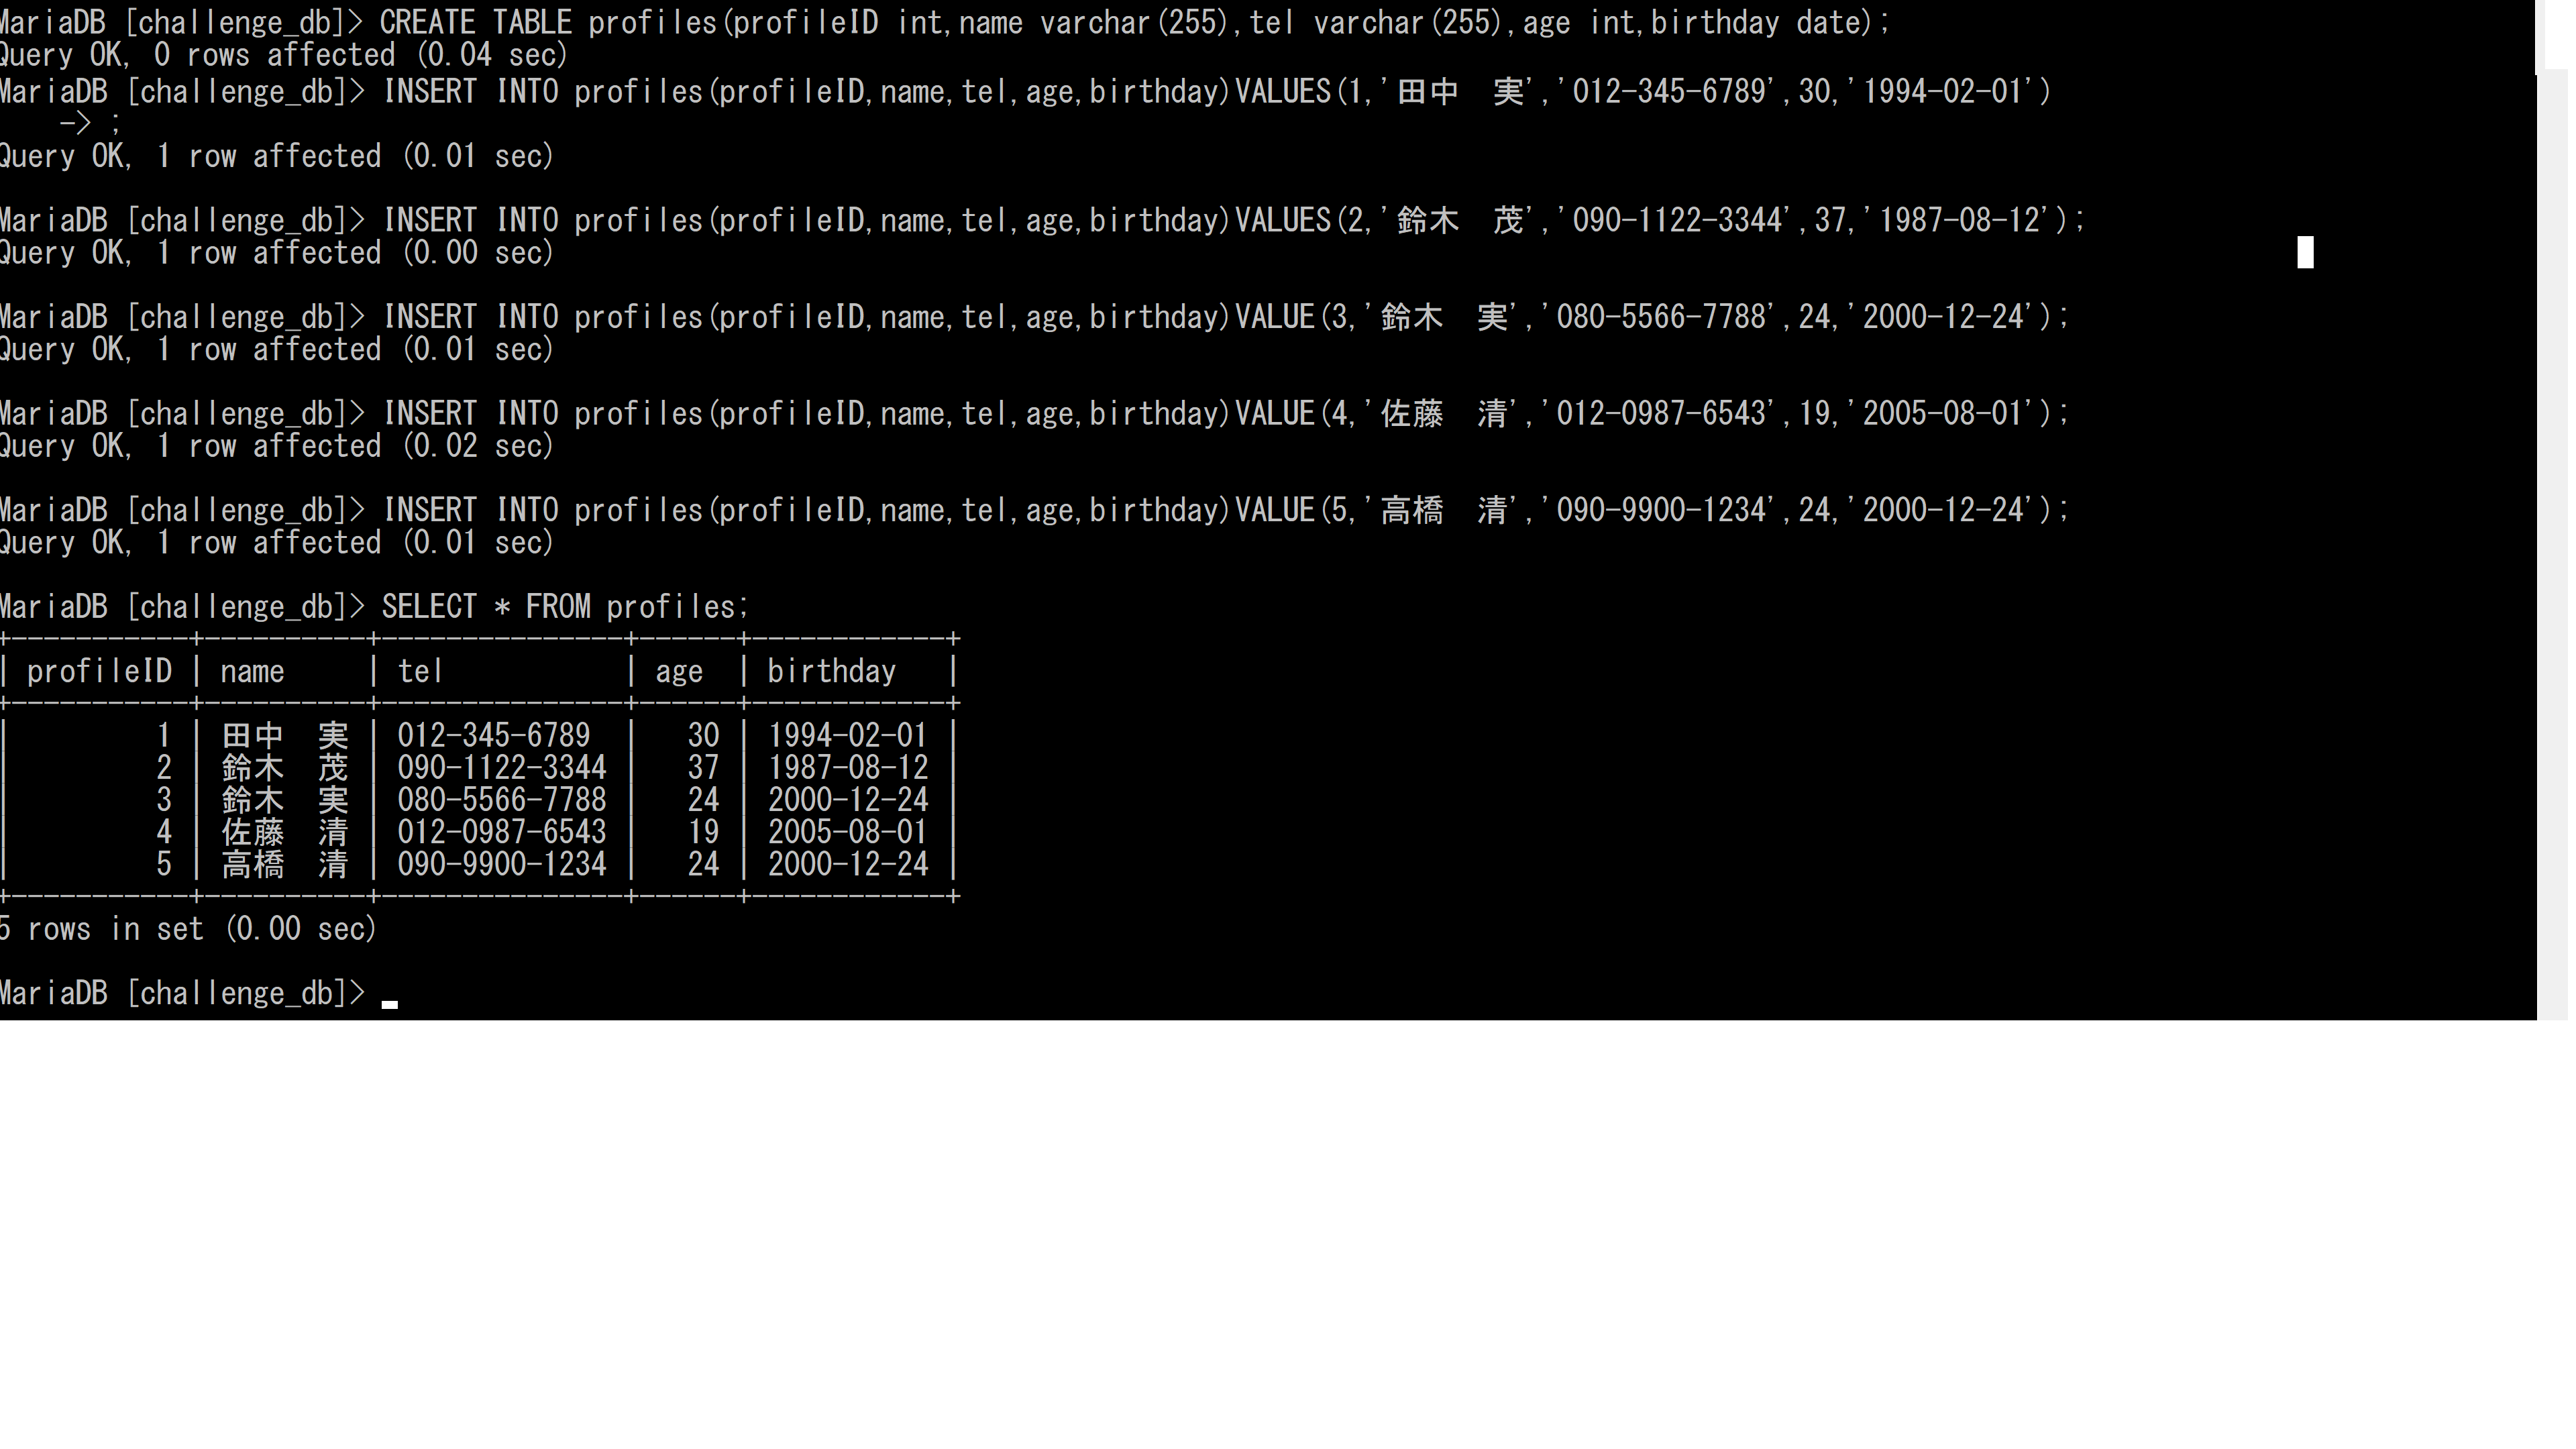 MariaDB [challenge_db]> CREATE TABLE profiles(profileID int,name varchar(255),tel varchar(255),age int,birthday date);
Query OK, 0 rows affected (0.04 sec)
MariaDB [challenge_db]> INSERT INTO profiles(profileID,name,tel,age,birthday)VALUES(1,'田中　実','012-345-6789',30,'1994-02-01')
    -> ;
Query OK, 1 row affected (0.01 sec)
MariaDB [challenge_db]> INSERT INTO profiles(profileID,name,tel,age,birthday)VALUES(2,'鈴木　茂','090-1122-3344',37,'1987-08-12');
Query OK, 1 row affected (0.00 sec)
MariaDB [challenge_db]> INSERT INTO profiles(profileID,name,tel,age,birthday)VALUE(3,'鈴木　実','080-5566-7788',24,'2000-12-24');
Query OK, 1 row affected (0.01 sec)
MariaDB [challenge_db]> INSERT INTO profiles(profileID,name,tel,age,birthday)VALUE(4,'佐藤　清','012-0987-6543',19,'2005-08-01');
Query OK, 1 row affected (0.02 sec)
MariaDB [challenge_db]> INSERT INTO profiles(profileID,name,tel,age,birthday)VALUE(5,'高橋　清','090-9900-1234',24,'2000-12-24');
Query OK, 1 row affected (0.01 sec)
MariaDB [challenge_db]> SELECT * FROM profiles;
+-----------+----------+---------------+------+------------+
| profileID | name     | tel           | age  | birthday   |
+-----------+----------+---------------+------+------------+
|         1 | 田中　実 | 012-345-6789  |   30 | 1994-02-01 |
|         2 | 鈴木　茂 | 090-1122-3344 |   37 | 1987-08-12 |
|         3 | 鈴木　実 | 080-5566-7788 |   24 | 2000-12-24 |
|         4 | 佐藤　清 | 012-0987-6543 |   19 | 2005-08-01 |
|         5 | 高橋　清 | 090-9900-1234 |   24 | 2000-12-24 |
+-----------+----------+---------------+------+------------+
5 rows in set (0.00 sec)
MariaDB [challenge_db]>